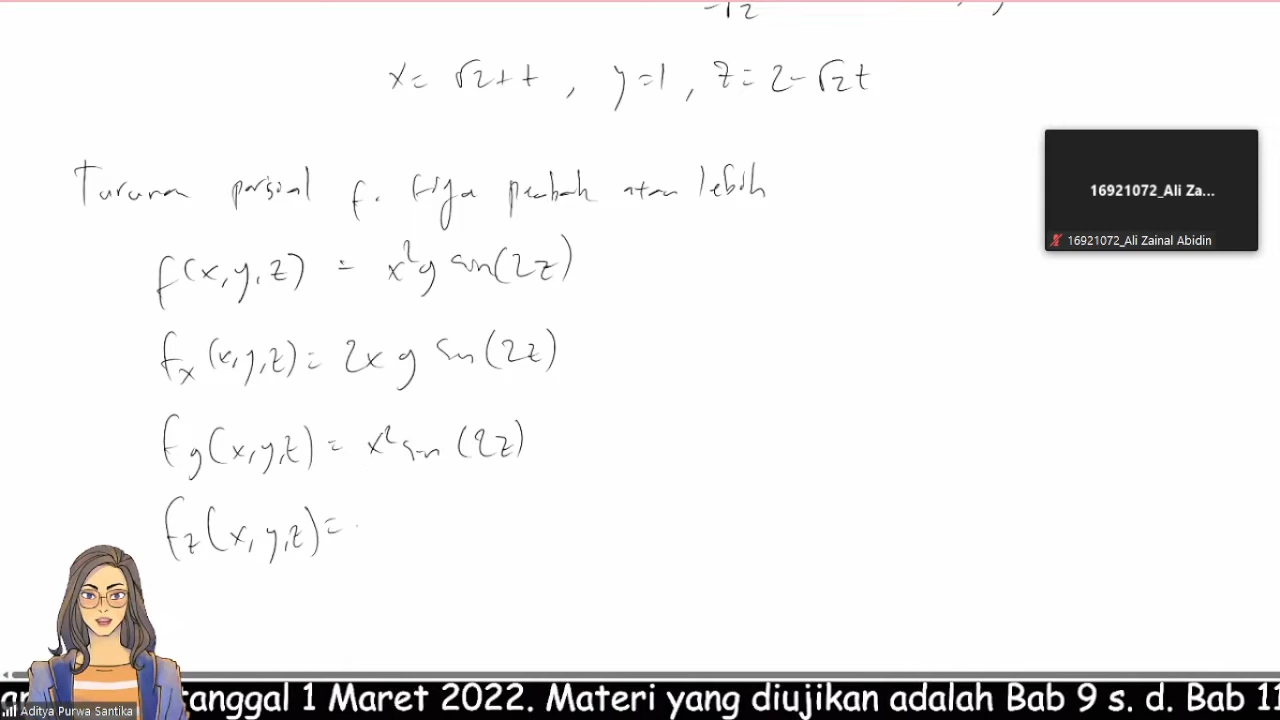 -√2
x = √2 + t , y = 1 , z = 2 - √2 t
Turunan parsial f. tiga peubah atau lebih
f(x,y,z) = x²y sin(2z)
fx(x,y,z) = 2x y sin(2z)
fy(x,y,z) = x² sin(2z)
fz(x,y,z) =
16921072_Ali Za...
16921072_Ali Zainal Abidin
tanggal 1 Maret 2022. Materi yang diujikan adalah Bab 9 s. d. Bab
Aditya Purwa Santika